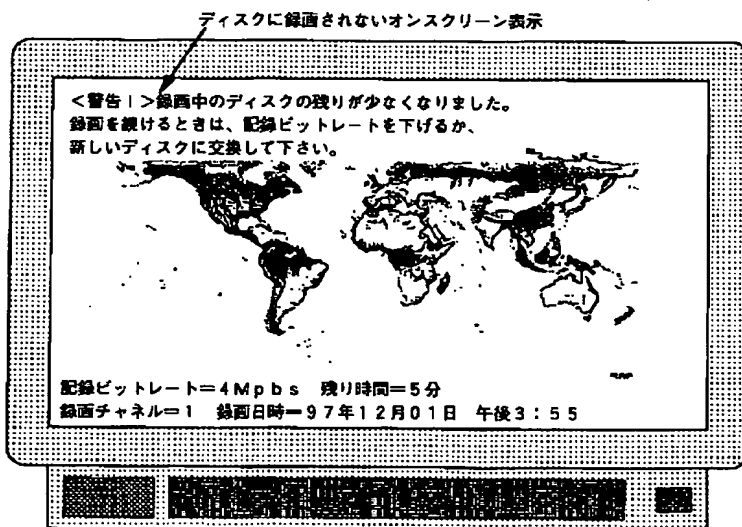 ディスクに録画されないオンスクリーン表示
<警告!>録画中のディスクの残りが少なくなりました。
録画を続けるときは、記録ビットレートを下げるか、
新しいディスクに交換して下さい。
記録ビットレート=4Mpbs 残り時間=5分
録画チャネル=1 録画日時=97年12月01日 午後3:55